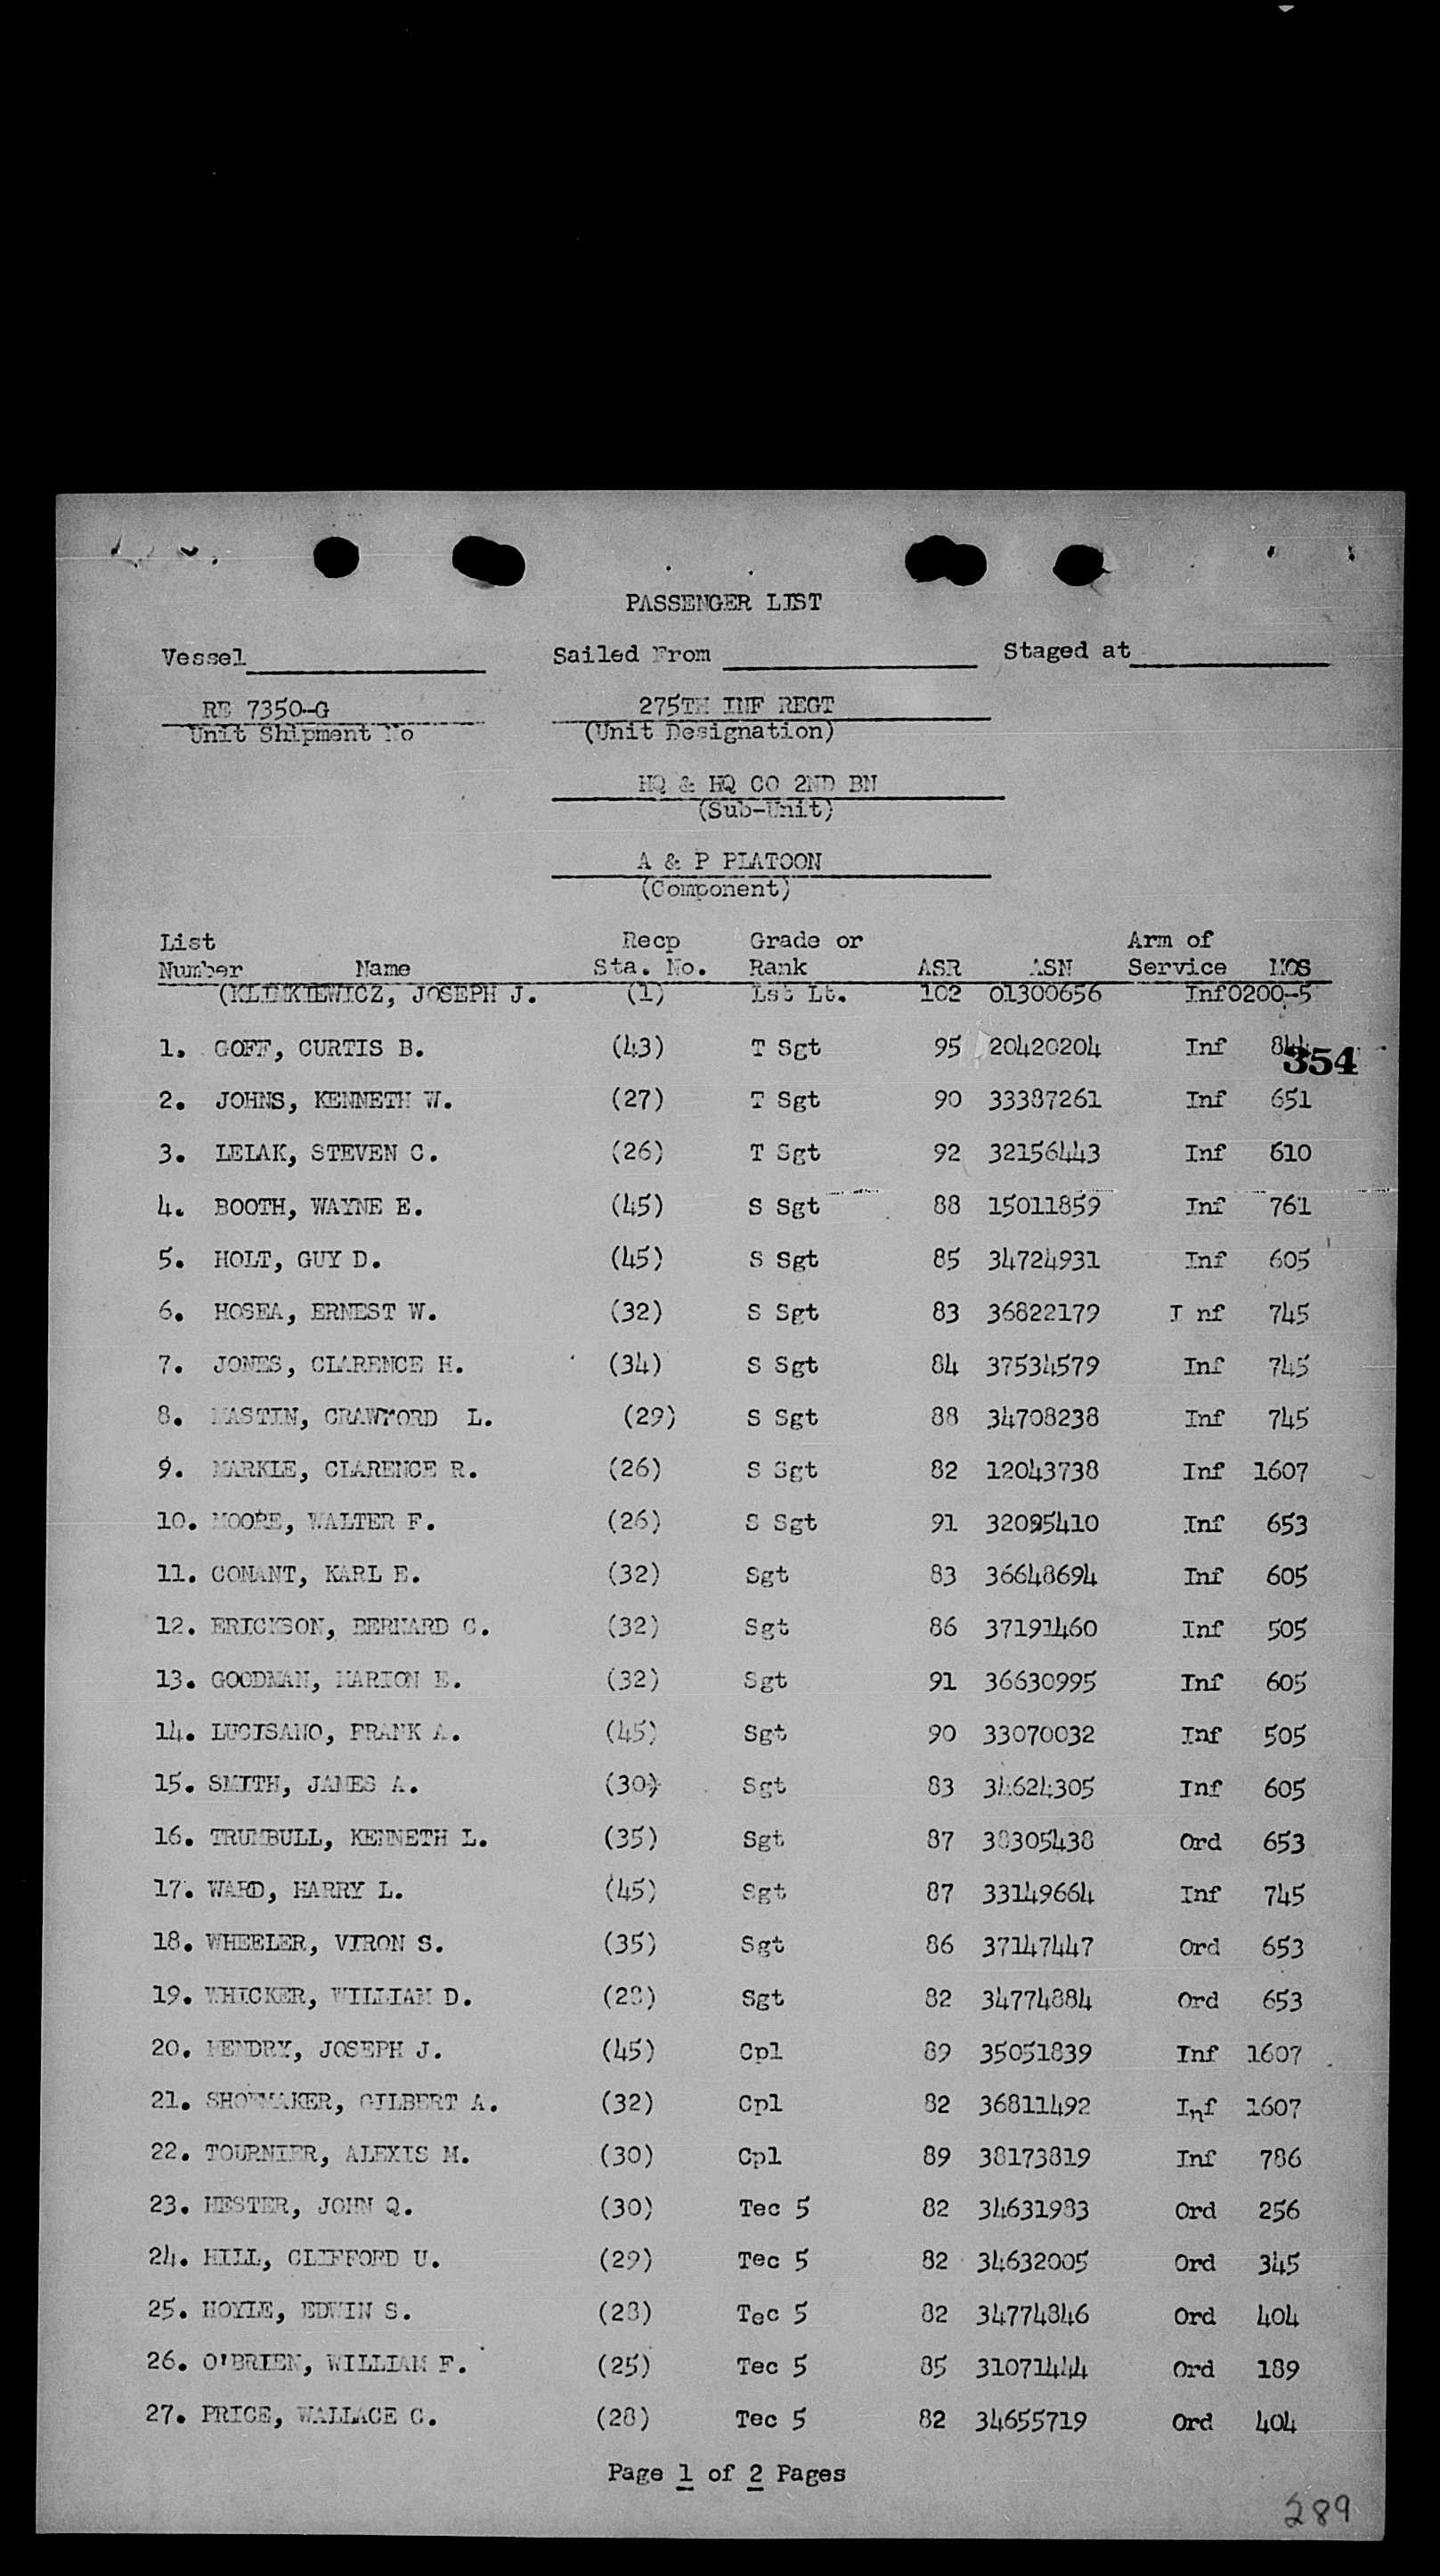 PASSENGER LIST
Vessel Sailed From Staged at
RE 7350-G 275TH INF REGT
Unit Shipment No (Unit Designation)
HQ & HQ CO 2ND BN
(Sub-Unit)
A & P PLATOON
(Component)
List Recp Grade or Arm of
Number Name Sta. No. Rank ASR ASN Service MOS
(KLIMKIEWICZ, JOSEPH J. (1) 1st Lt. 102 01300656 Inf0200-5
1. GOFF, CURTIS B. (43) T Sgt 95 20420204 Inf 844
354
2. JOHNS, KENNETH W. (27) T Sgt 90 33387261 Inf 651
3. LEIAK, STEVEN C. (26) T Sgt 92 32156443 Inf 610
4. BOOTH, WAYNE E. (45) S Sgt 88 15011859 Inf 761
5. HOLT, GUY D. (45) S Sgt 85 34724931 Inf 605
6. HOSEA, ERNEST W. (32) S Sgt 83 36822179 I nf 745
7. JONES, CLARENCE H. (34) S Sgt 84 37534579 Inf 745
8. MASTIN, CRAWFORD L. (29) S Sgt 88 34708238 Inf 745
9. MARKLE, CLARENCE R. (26) S Sgt 82 12043738 Inf 1607
10. MOORE, WALTER F. (26) S Sgt 91 32095410 Inf 653
11. CONANT, KARL E. (32) Sgt 83 36648694 Inf 605
12. ERICKSON, BERNARD C. (32) Sgt 86 37191460 Inf 505
13. GOODMAN, MARION E. (32) Sgt 91 36630995 Inf 605
14. LUCISANO, FRANK A. (45) Sgt 90 33070032 Inf 505
15. SMITH, JAMES A. (30) Sgt 83 34624305 Inf 605
16. TRUMBULL, KENNETH L. (35) Sgt 87 38305438 Ord 653
17. WARD, HARRY L. (45) Sgt 87 33149664 Inf 745
18. WHEELER, VIRON S. (35) Sgt 86 37147447 Ord 653
19. WHICKER, WILLIAM D. (28) Sgt 82 34774884 Ord 653
20. HENDRY, JOSEPH J. (45) Cpl 89 35051839 Inf 1607
21. SHOEMAKER, GILBERT A. (32) Cpl 82 36811492 Inf 1607
22. TOURNIER, ALEXIS M. (30) Cpl 89 38173819 Inf 786
23. HESTER, JOHN Q. (30) Tec 5 82 34631983 Ord 256
24. HILL, CLIFFORD U. (29) Tec 5 82 34632005 Ord 345
25. HOYLE, EDWIN S. (28) Tec 5 82 34774846 Ord 404
26. O'BRIEN, WILLIAM F. (25) Tec 5 85 31071444 Ord 189
27. PRICE, WALLACE C. (28) Tec 5 82 34655719 Ord 404
Page 1 of 2 Pages
289